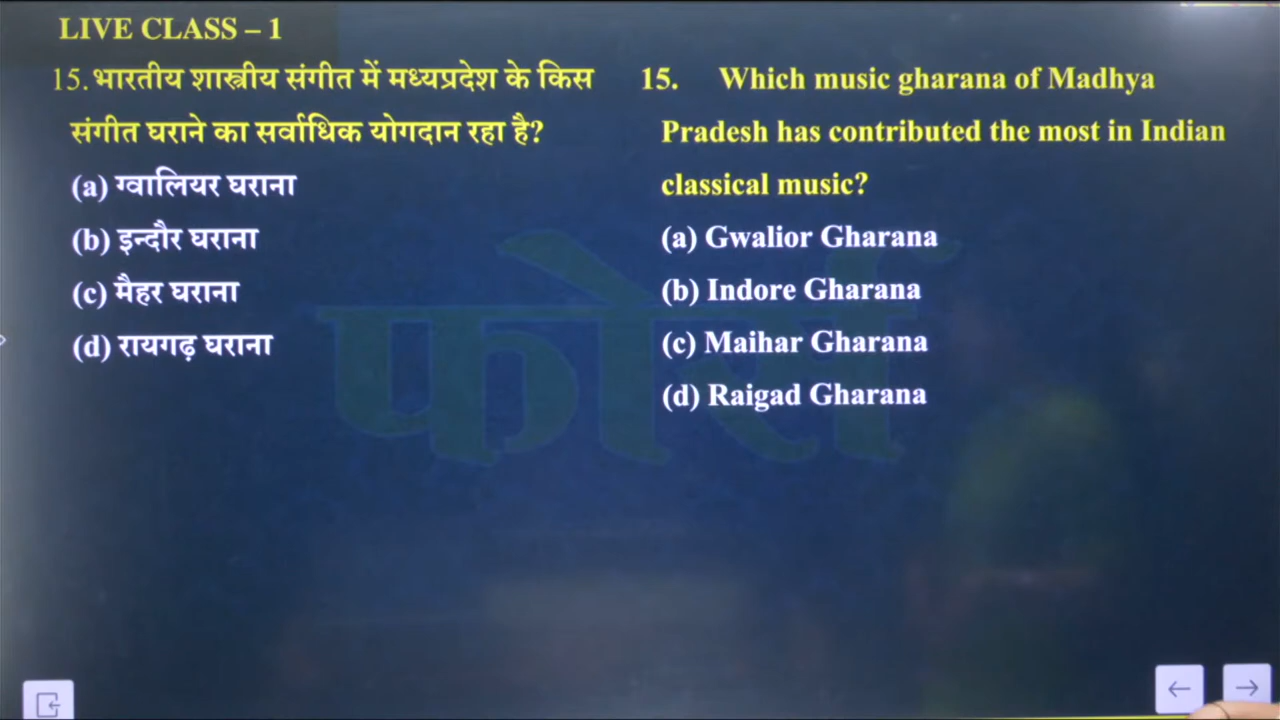 LIVE CLASS – 1
15. भारतीय शास्त्रीय संगीत में मध्यप्रदेश के किस
संगीत घराने का सर्वाधिक योगदान रहा है?
(a) ग्वालियर घराना
(b) इन्दौर घराना
(c) मैहर घराना
(d) रायगढ़ घराना
15. Which music gharana of Madhya
Pradesh has contributed the most in Indian
classical music?
(a) Gwalior Gharana
(b) Indore Gharana
(c) Maihar Gharana
(d) Raigad Gharana
फोर्स